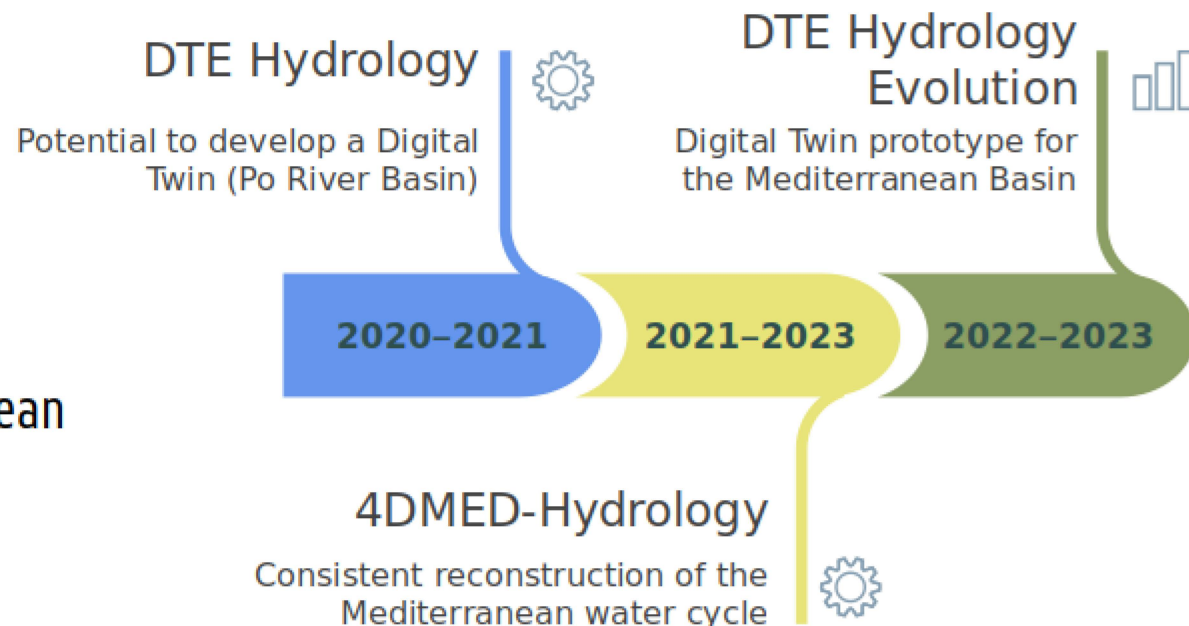 DTE Hydrology
Potential to develop a Digital
Twin (Po River Basin)
DTE Hydrology
Evolution
Digital Twin prototype for
the Mediterranean Basin
2020–2021
2021–2023
2022–2023
4DMED-Hydrology
Consistent reconstruction of the
Mediterranean water cycle